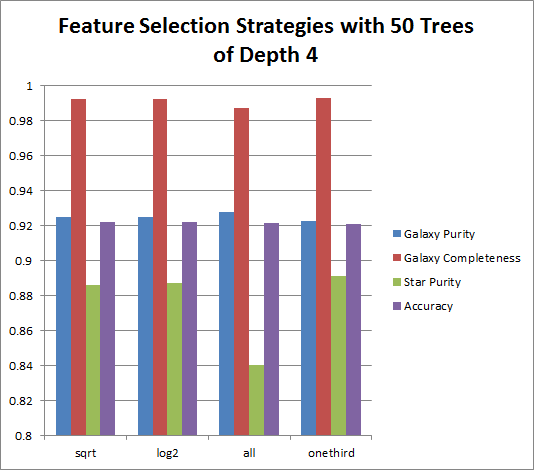 Feature Selection Strategies with 50 Trees
of Depth 4
1
0.98
0.96
0.94
0.92
0.9
0.88
0.86
0.84
0.82
0.8
sqrt
log2
all
onethird
Galaxy Purity
Galaxy Completeness
Star Purity
Accuracy